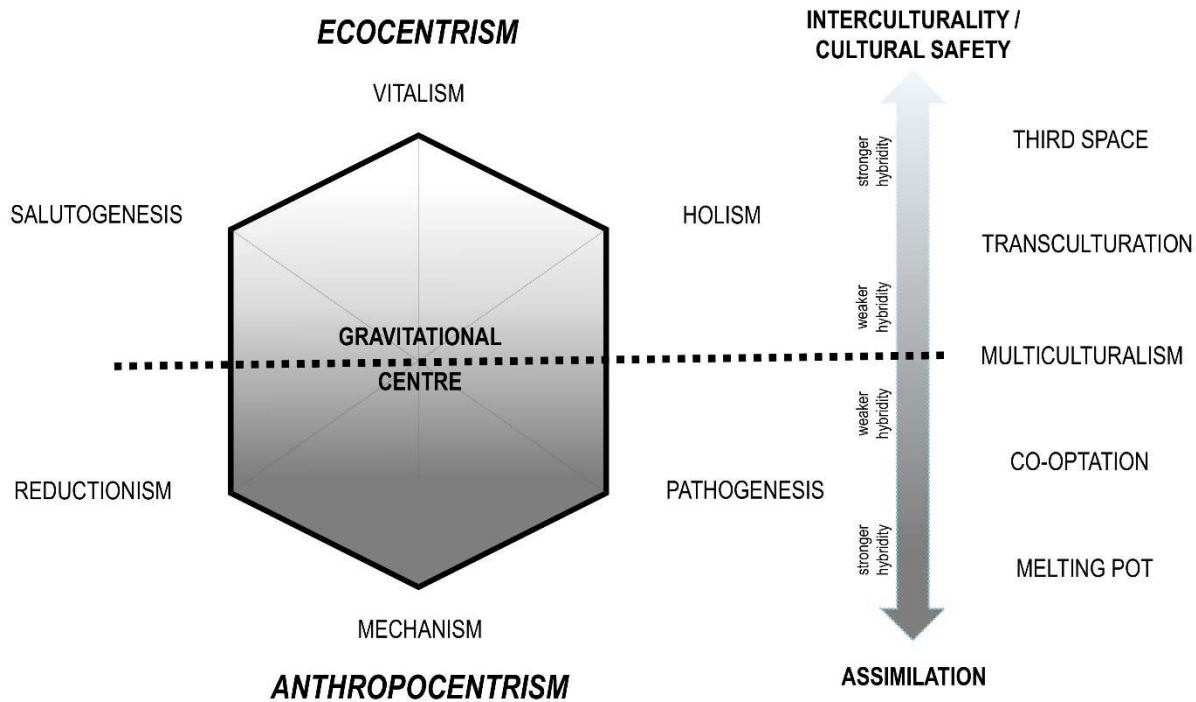 ECOCENTRISM
VITALISM
SALUTOGENESIS
HOLISM
GRAVITATIONAL
CENTRE
REDUCTIONISM
PATHOGENESIS
MECHANISM
ANTHROPOCENTRISM
INTERCULTURALITY /
CULTURAL SAFETY
stronger
hybridity
THIRD SPACE
TRANSCULTURATION
weaker
hybridity
MULTICULTURALISM
weaker
hybridity
CO-OPTATION
stronger
hybridity
MELTING POT
ASSIMILATION